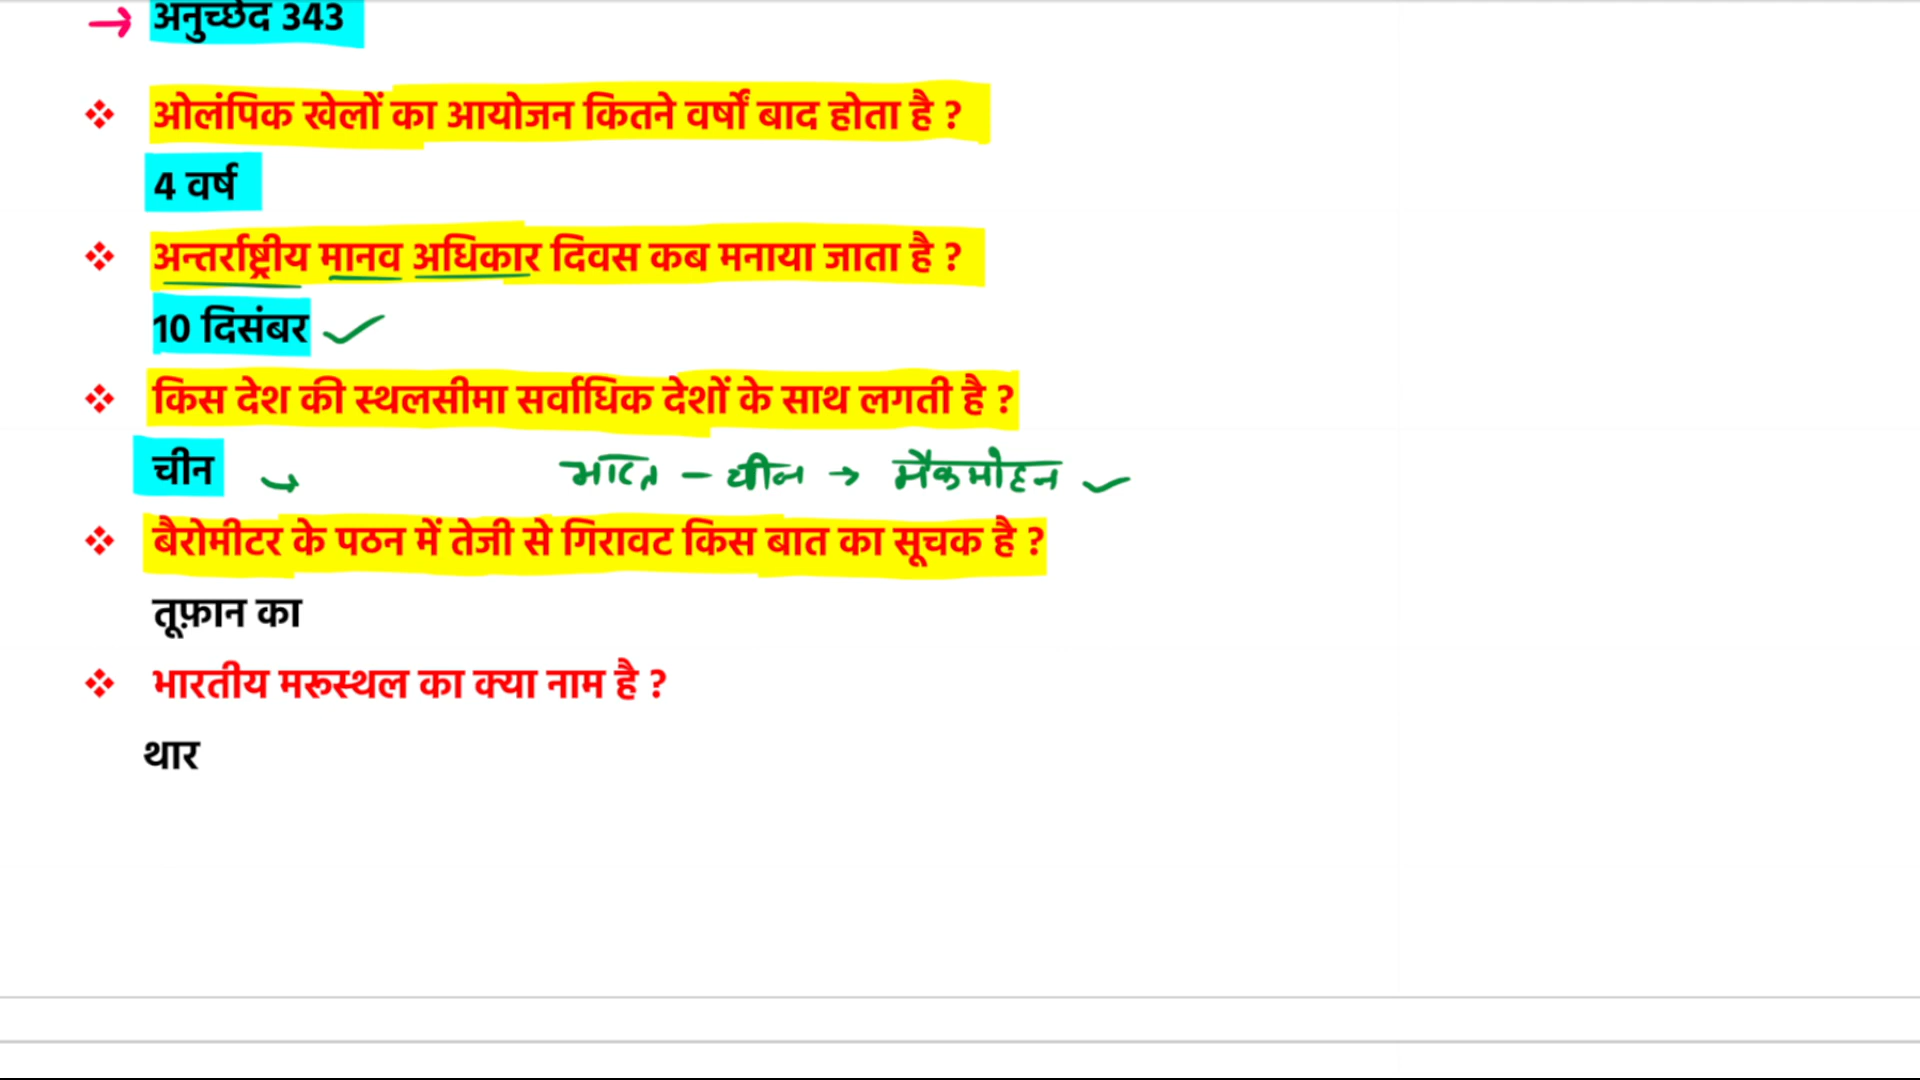 → अनुच्छेद 343
❖ ओलंपिक खेलों का आयोजन कितने वर्षों बाद होता है ?
4 वर्ष
❖ अन्तर्राष्ट्रीय मानव अधिकार दिवस कब मनाया जाता है ?
10 दिसंबर ✓
❖ किस देश की स्थलसीमा सर्वाधिक देशों के साथ लगती है ?
चीन → भारत – चीन → मैकमोहन ✓
❖ बैरोमीटर के पठन में तेजी से गिरावट किस बात का सूचक है ?
तूफ़ान का
❖ भारतीय मरूस्थल का क्या नाम है ?
थार